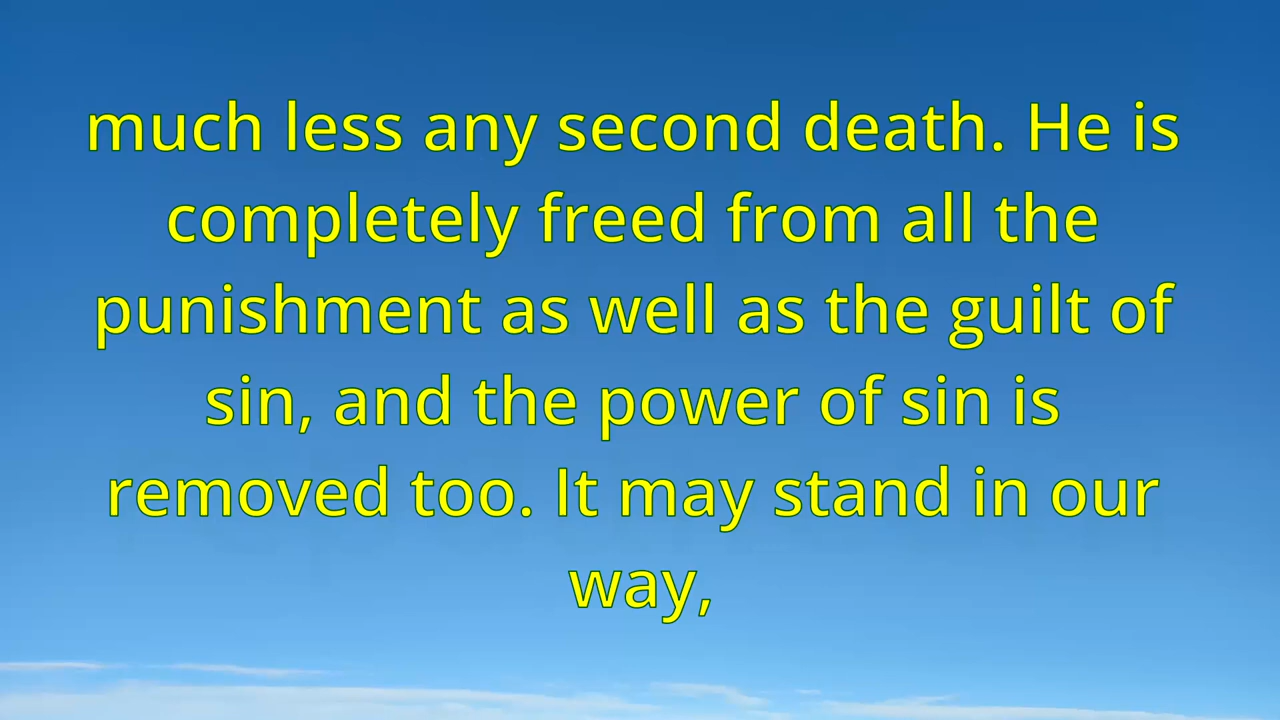 much less any second death. He is
completely freed from all the
punishment as well as the guilt of
sin, and the power of sin is
removed too. It may stand in our
way,